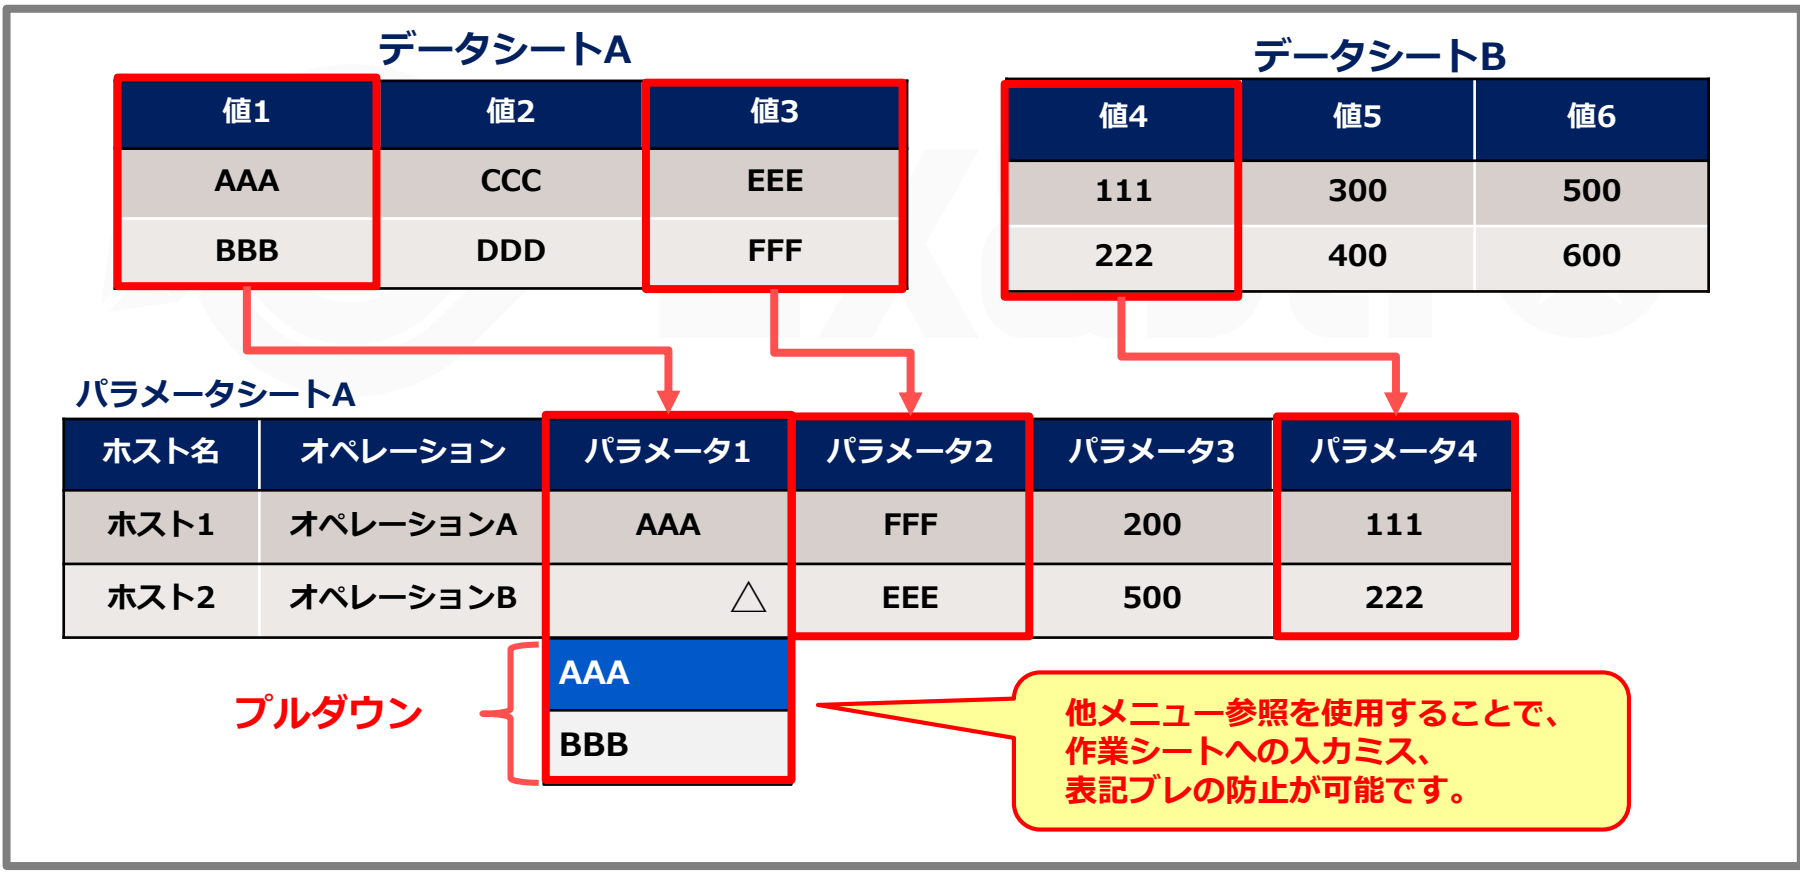 データシートA
値1 値2 値3
AAA CCC EEE
BBB DDD FFF
データシートB
値4 値5 値6
111 300 500
222 400 600
パラメータシートA
ホスト名 オペレーション パラメータ1 パラメータ2 パラメータ3 パラメータ4
ホスト1 オペレーションA AAA FFF 200 111
ホスト2 オペレーションB △ EEE 500 222
プルダウン
AAA
BBB
他メニュー参照を使用することで、
作業シートへの入力ミス、
表記ブレの防止が可能です。